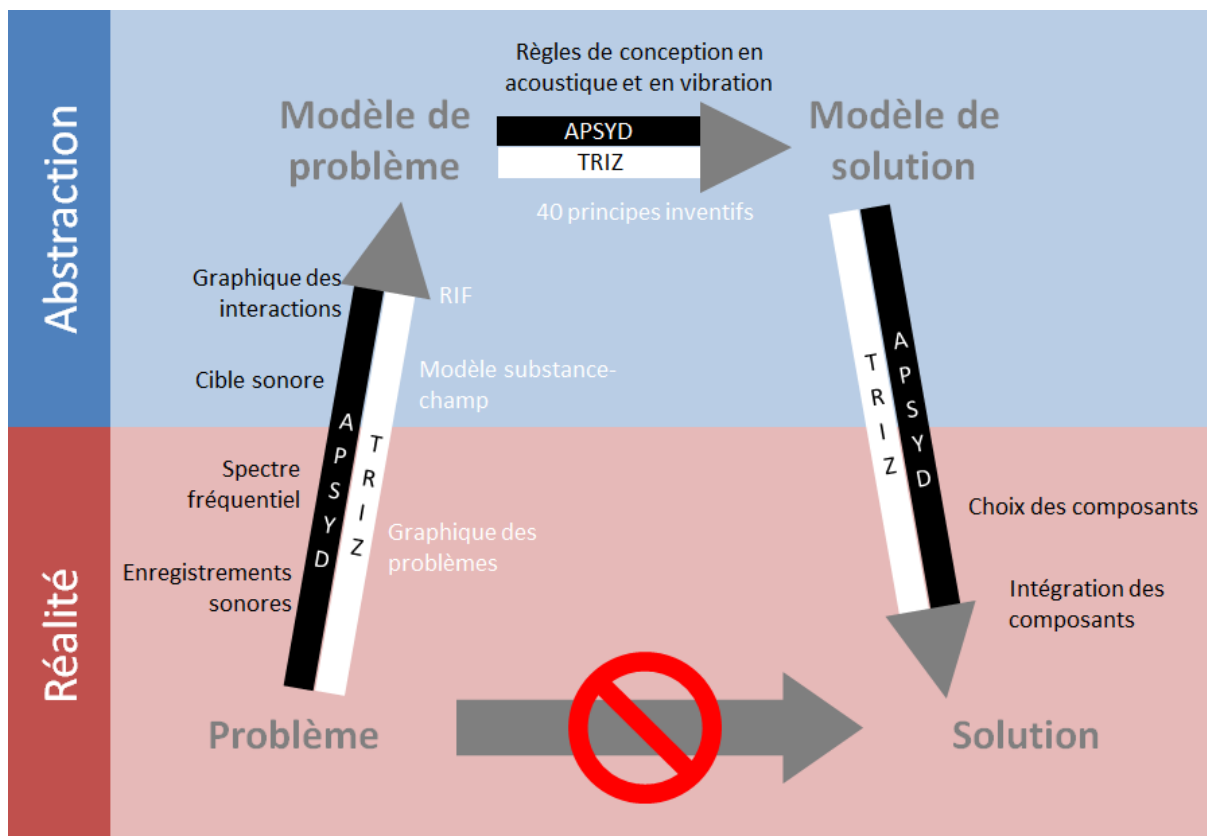 Abstraction
Règles de conception en
acoustique et en vibration
Modèle de
problème
APSYD
TRIZ
Modèle de
solution
40 principes inventifs
Graphique des
interactions
RIF
Cible sonore
Modèle substance-
champ
APSYD
TRIZ
TRIZ
APSYD
Réalité
Spectre
fréquentiel
Graphique des
problèmes
Enregistrements
sonores
Choix des composants
Intégration des
composants
Problème
Solution